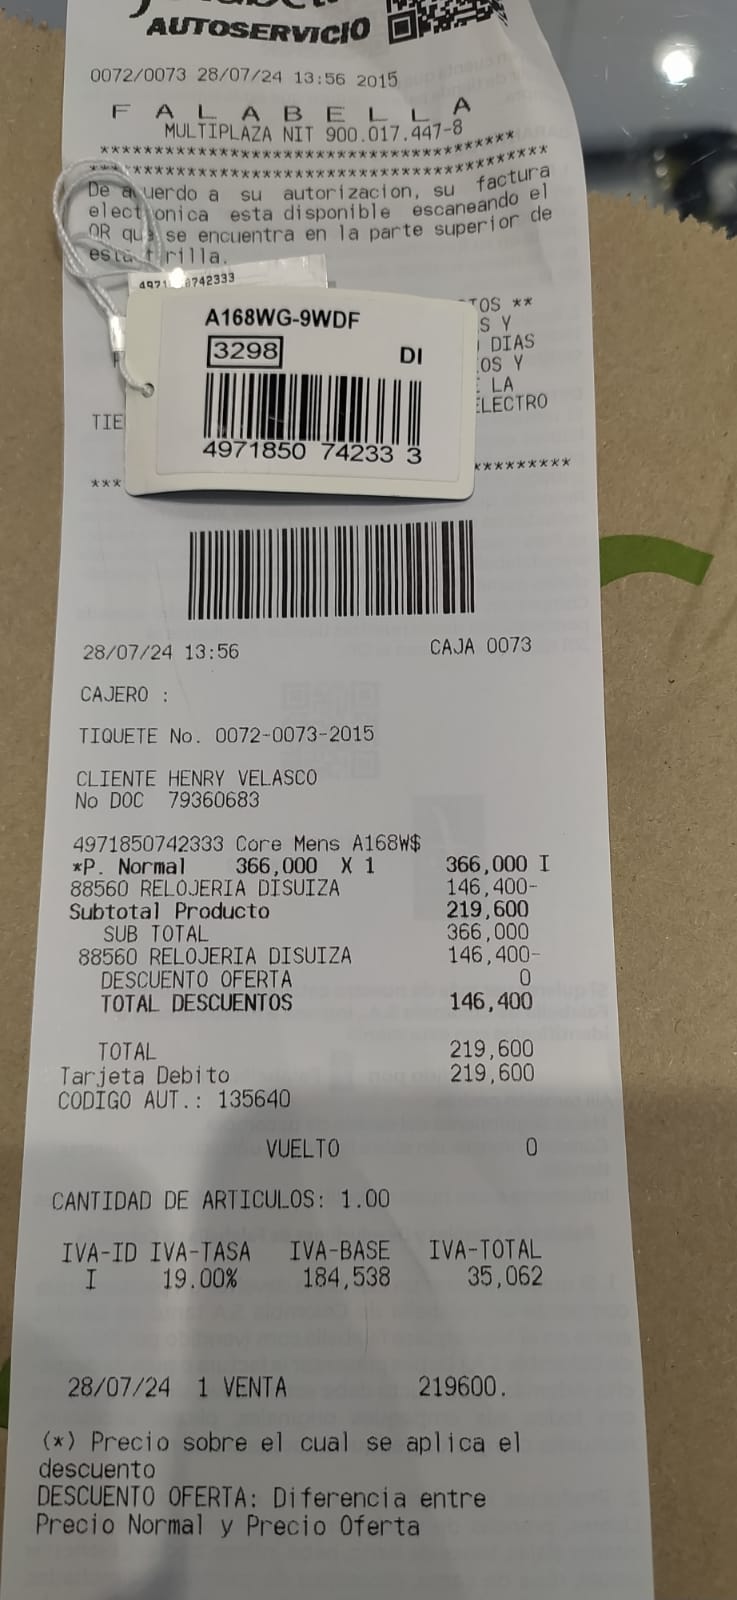 AUTOSERVICIO
0072/0073 28/07/24 13:56 2015
F A L A B E L L A
MULTIPLAZA NIT 900.017.447-8
De acuerdo a su autorizacion, su factura
electronica esta disponible escaneando el
QR que se encuentra en la parte superior de
esta tirilla.
A168WG-9WDF
3298 DI
4971850 74233 3
TOS **
S Y
DIAS
OS Y
LA
TIE ELECTRO
28/07/24 13:56 CAJA 0073
CAJERO :
TIQUETE No. 0072-0073-2015
CLIENTE HENRY VELASCO
No DOC 79360683
4971850742333 Core Mens A168W$
*P. Normal 366,000 X 1 366,000 I
88560 RELOJERIA DISUIZA 146,400-
Subtotal Producto 219,600
SUB TOTAL 366,000
88560 RELOJERIA DISUIZA 146,400-
DESCUENTO OFERTA 0
TOTAL DESCUENTOS 146,400
TOTAL 219,600
Tarjeta Debito 219,600
CODIGO AUT.: 135640
VUELTO 0
CANTIDAD DE ARTICULOS: 1.00
IVA-ID IVA-TASA IVA-BASE IVA-TOTAL
I 19.00% 184,538 35,062
28/07/24 1 VENTA 219600.
(*) Precio sobre el cual se aplica el
descuento
DESCUENTO OFERTA: Diferencia entre
Precio Normal y Precio Oferta